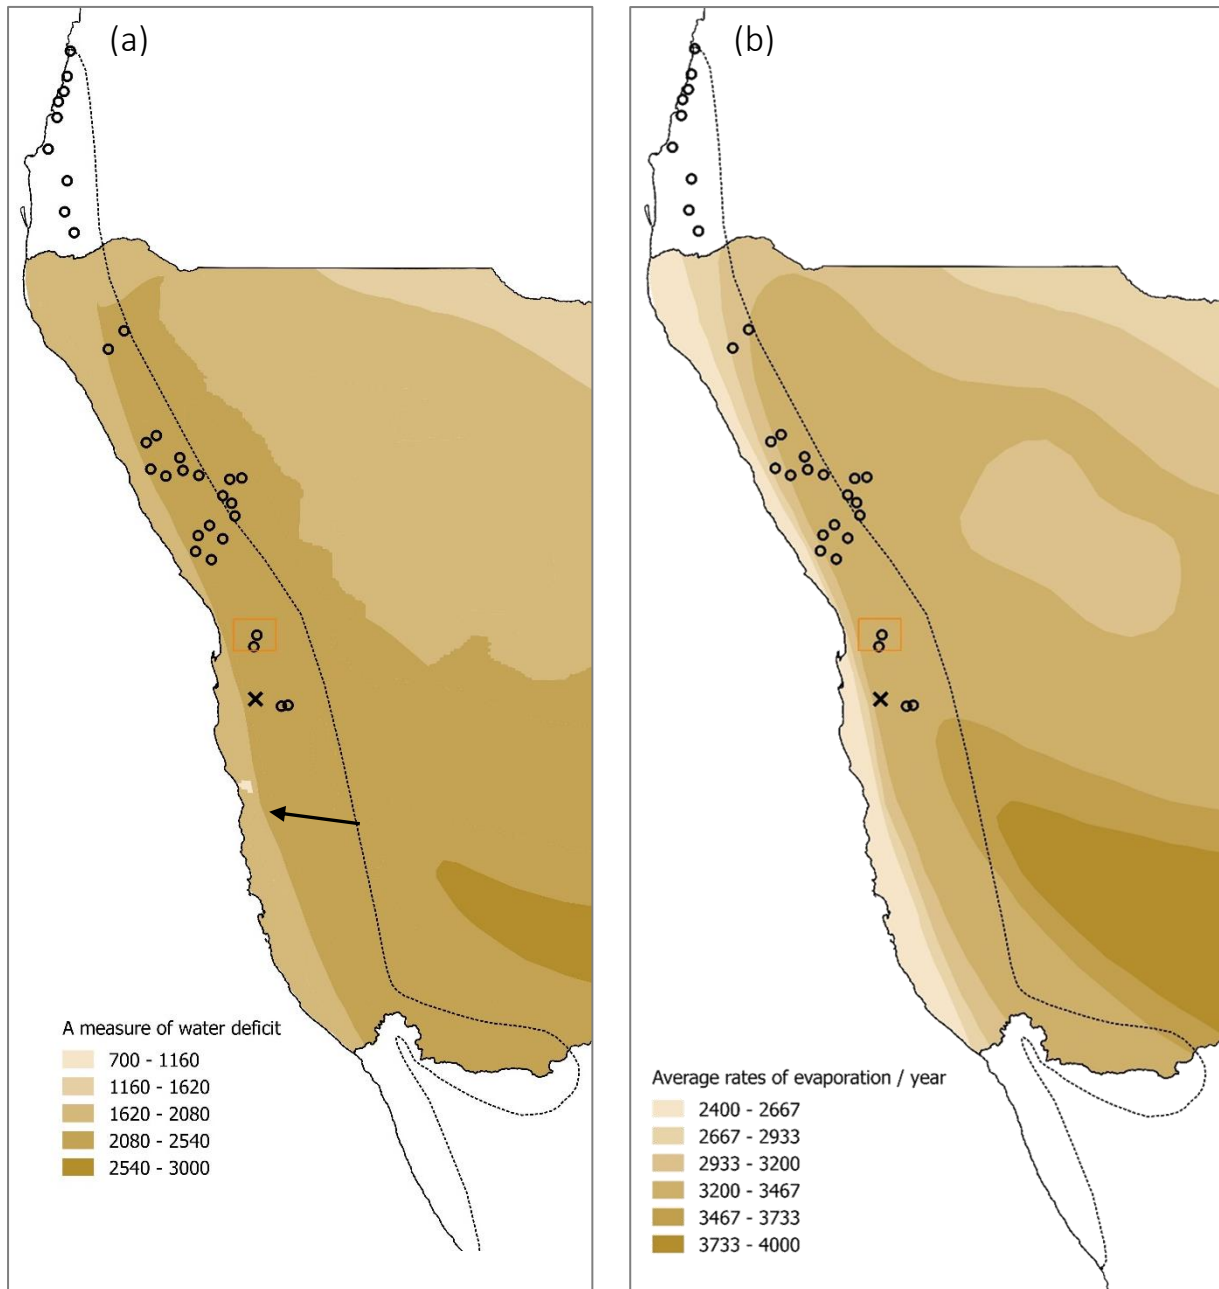 (a)
A measure of water deficit
700 - 1160
1160 - 1620
1620 - 2080
2080 - 2540
2540 - 3000
(b)
Average rates of evaporation / year
2400 - 2667
2667 - 2933
2933 - 3200
3200 - 3467
3467 - 3733
3733 - 4000